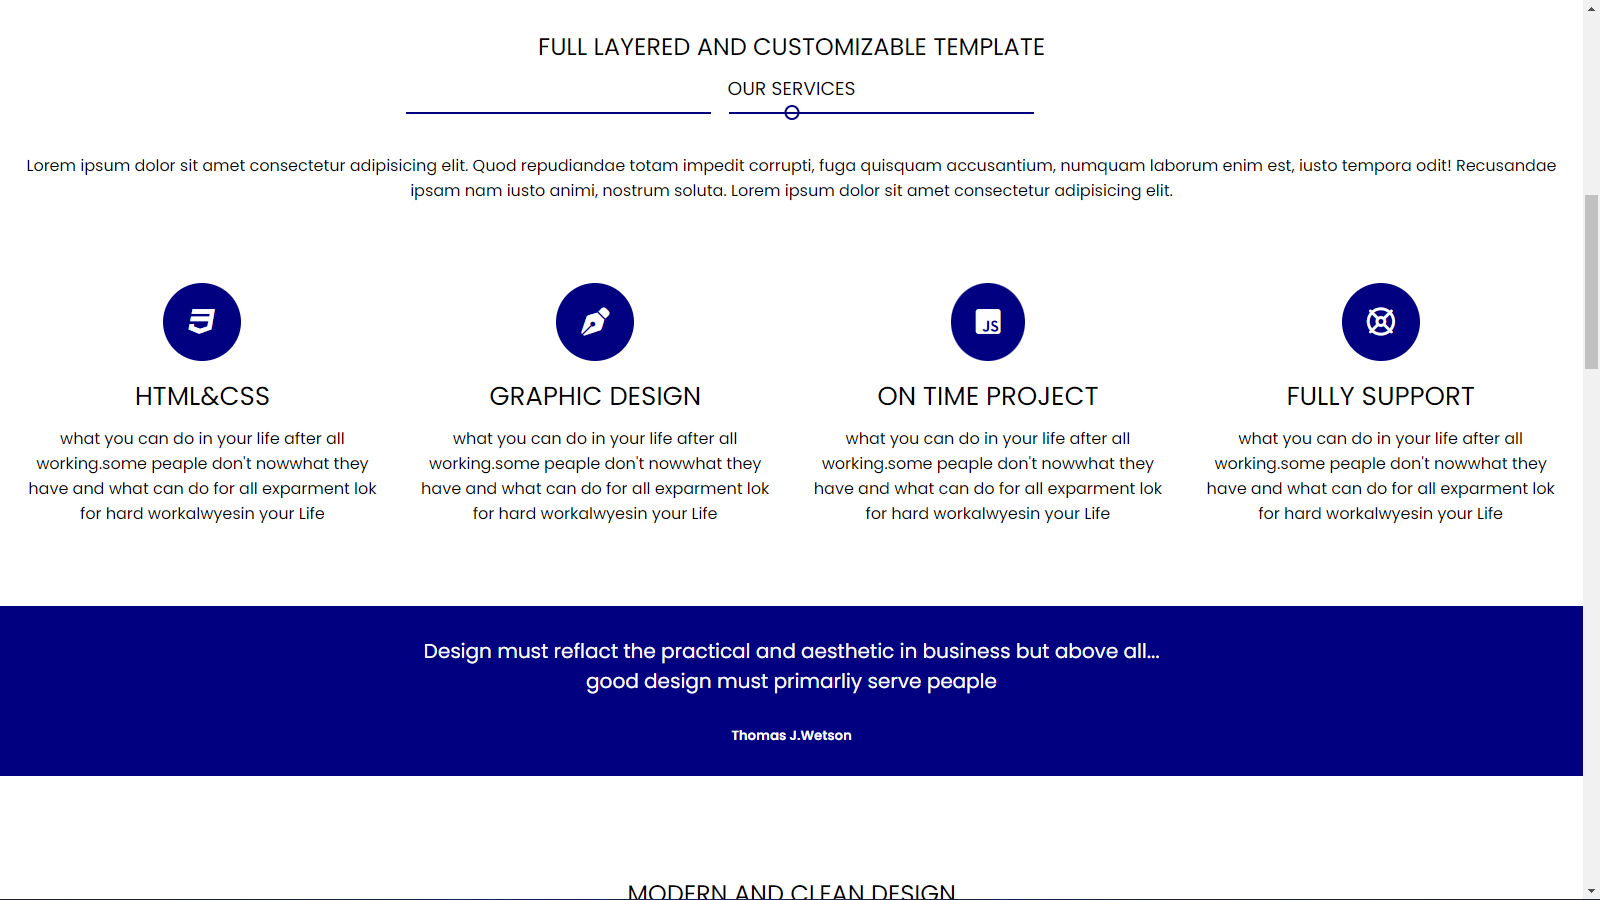 FULL LAYERED AND CUSTOMIZABLE TEMPLATE
OUR SERVICES
Lorem ipsum dolor sit amet consectetur adipisicing elit. Quod repudiandae totam impedit corrupti, fuga quisquam accusantium, numquam laborum enim est, iusto tempora odit! Recusandae
ipsam nam iusto animi, nostrum soluta. Lorem ipsum dolor sit amet consectetur adipisicing elit.
HTML&CSS
what you can do in your life after all
working.some peaple don't nowwhat they
have and what can do for all exparment lok
for hard workalwyesin your Life
GRAPHIC DESIGN
what you can do in your life after all
working.some peaple don't nowwhat they
have and what can do for all exparment lok
for hard workalwyesin your Life
JS
ON TIME PROJECT
what you can do in your life after all
working.some peaple don't nowwhat they
have and what can do for all exparment lok
for hard workalwyesin your Life
FULLY SUPPORT
what you can do in your life after all
working.some peaple don't nowwhat they
have and what can do for all exparment lok
for hard workalwyesin your Life
Design must reflact the practical and aesthetic in business but above all...
good design must primarliy serve peaple
Thomas J.Wetson
MODERN AND CLEAN DESIGN